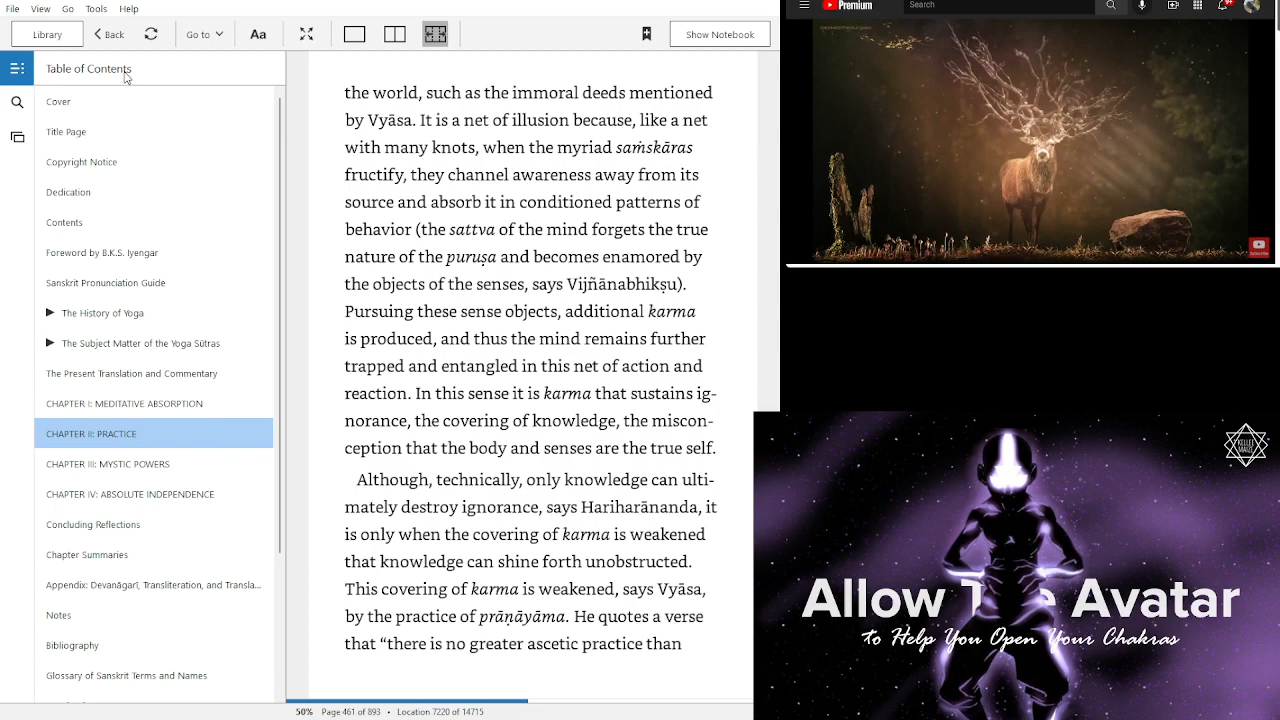 File View Go Tools Help
Library Back Go to Aa Show Notebook
Table of Contents
Cover
Title Page
Copyright Notice
Dedication
Contents
Foreword by B.K.S. Iyengar
Sanskrit Pronunciation Guide
The History of Yoga
The Subject Matter of the Yoga Sūtras
The Present Translation and Commentary
CHAPTER I: MEDITATIVE ABSORPTION
CHAPTER II: PRACTICE
CHAPTER III: MYSTIC POWERS
CHAPTER IV: ABSOLUTE INDEPENDENCE
Concluding Reflections
Chapter Summaries
Appendix: Devanāgarī, Transliteration, and Transla...
Notes
Bibliography
Glossary of Sanskrit Terms and Names
the world, such as the immoral deeds mentioned
by Vyāsa. It is a net of illusion because, like a net
with many knots, when the myriad saṁskāras
fructify, they channel awareness away from its
source and absorb it in conditioned patterns of
behavior (the sattva of the mind forgets the true
nature of the puruṣa and becomes enamored by
the objects of the senses, says Vijñānabhikṣu).
Pursuing these sense objects, additional karma
is produced, and thus the mind remains further
trapped and entangled in this net of action and
reaction. In this sense it is karma that sustains ig-
norance, the covering of knowledge, the miscon-
ception that the body and senses are the true self.
Although, technically, only knowledge can ulti-
mately destroy ignorance, says Hariharānanda, it
is only when the covering of karma is weakened
that knowledge can shine forth unobstructed.
This covering of karma is weakened, says Vyāsa,
by the practice of prāṇāyāma. He quotes a verse
that “there is no greater ascetic practice than
50% Page 461 of 893 • Location 7220 of 14715
Premium Search 9+
Allow T e Avatar
to Help You Open Your Chakras